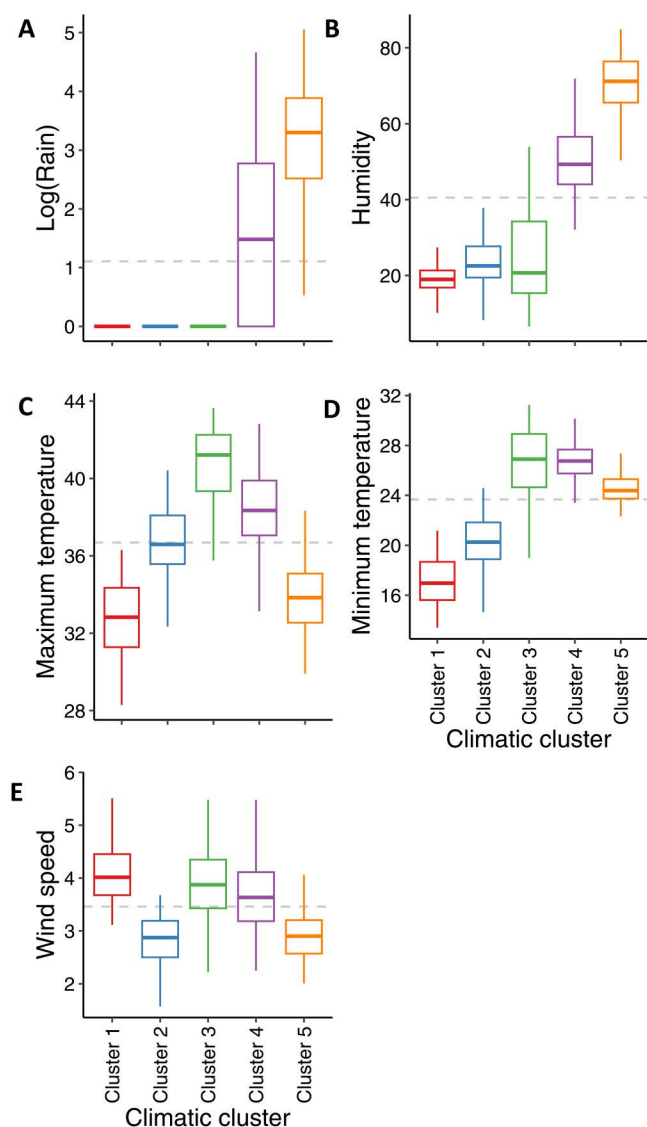 A
Log(Rain)
5
4
3
2
1
0
B
Humidity
80
60
40
20
C
Maximum temperature
44
40
36
32
28
D
Minimum temperature
32
28
24
20
16
Cluster 1
Cluster 2
Cluster 3
Cluster 4
Cluster 5
Climatic cluster
E
Wind speed
6
5
4
3
2
Cluster 1
Cluster 2
Cluster 3
Cluster 4
Cluster 5
Climatic cluster